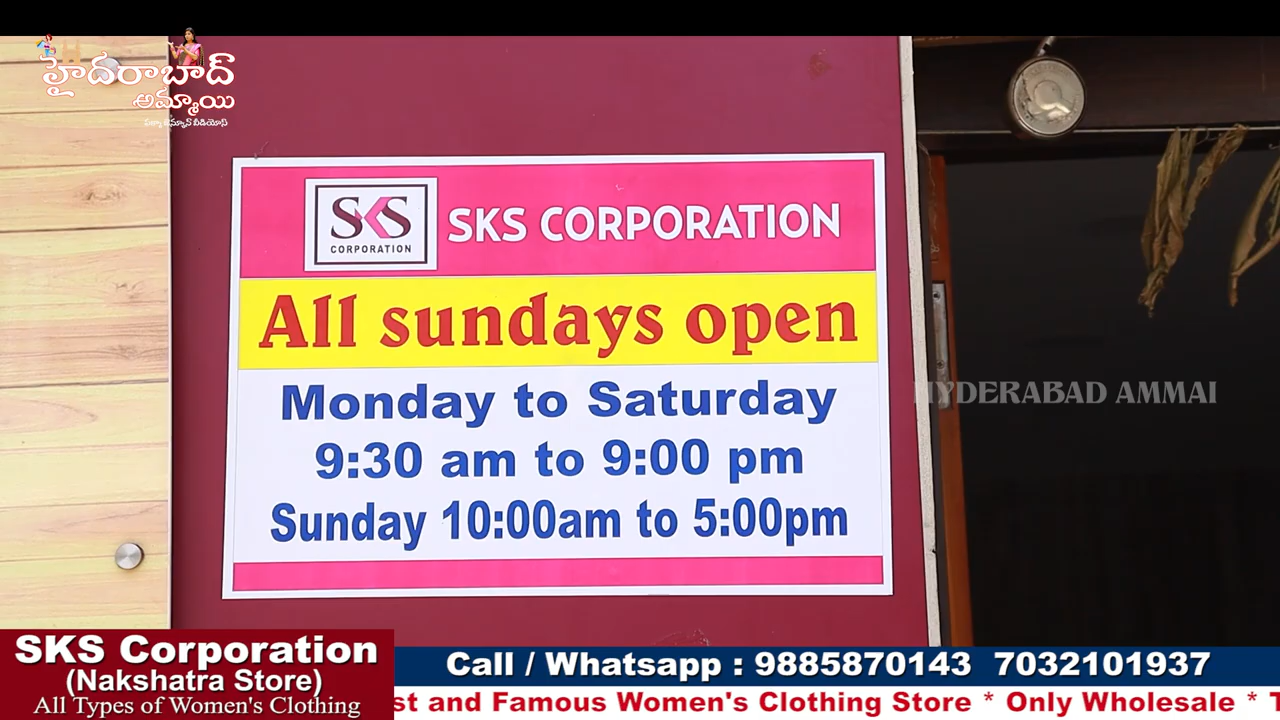 హైదరాబాద్
అమ్మాయి
పక్కా జెన్యూన్ వీడియోస్
SKS
CORPORATION
SKS CORPORATION
All sundays open
Monday to Saturday
9:30 am to 9:00 pm
Sunday 10:00am to 5:00pm
HYDERABAD AMMAI
SKS Corporation
(Nakshatra Store)
All Types of Women's Clothing
Call / Whatsapp : 9885870143 7032101937
st and Famous Women's Clothing Store * Only Wholesale * T